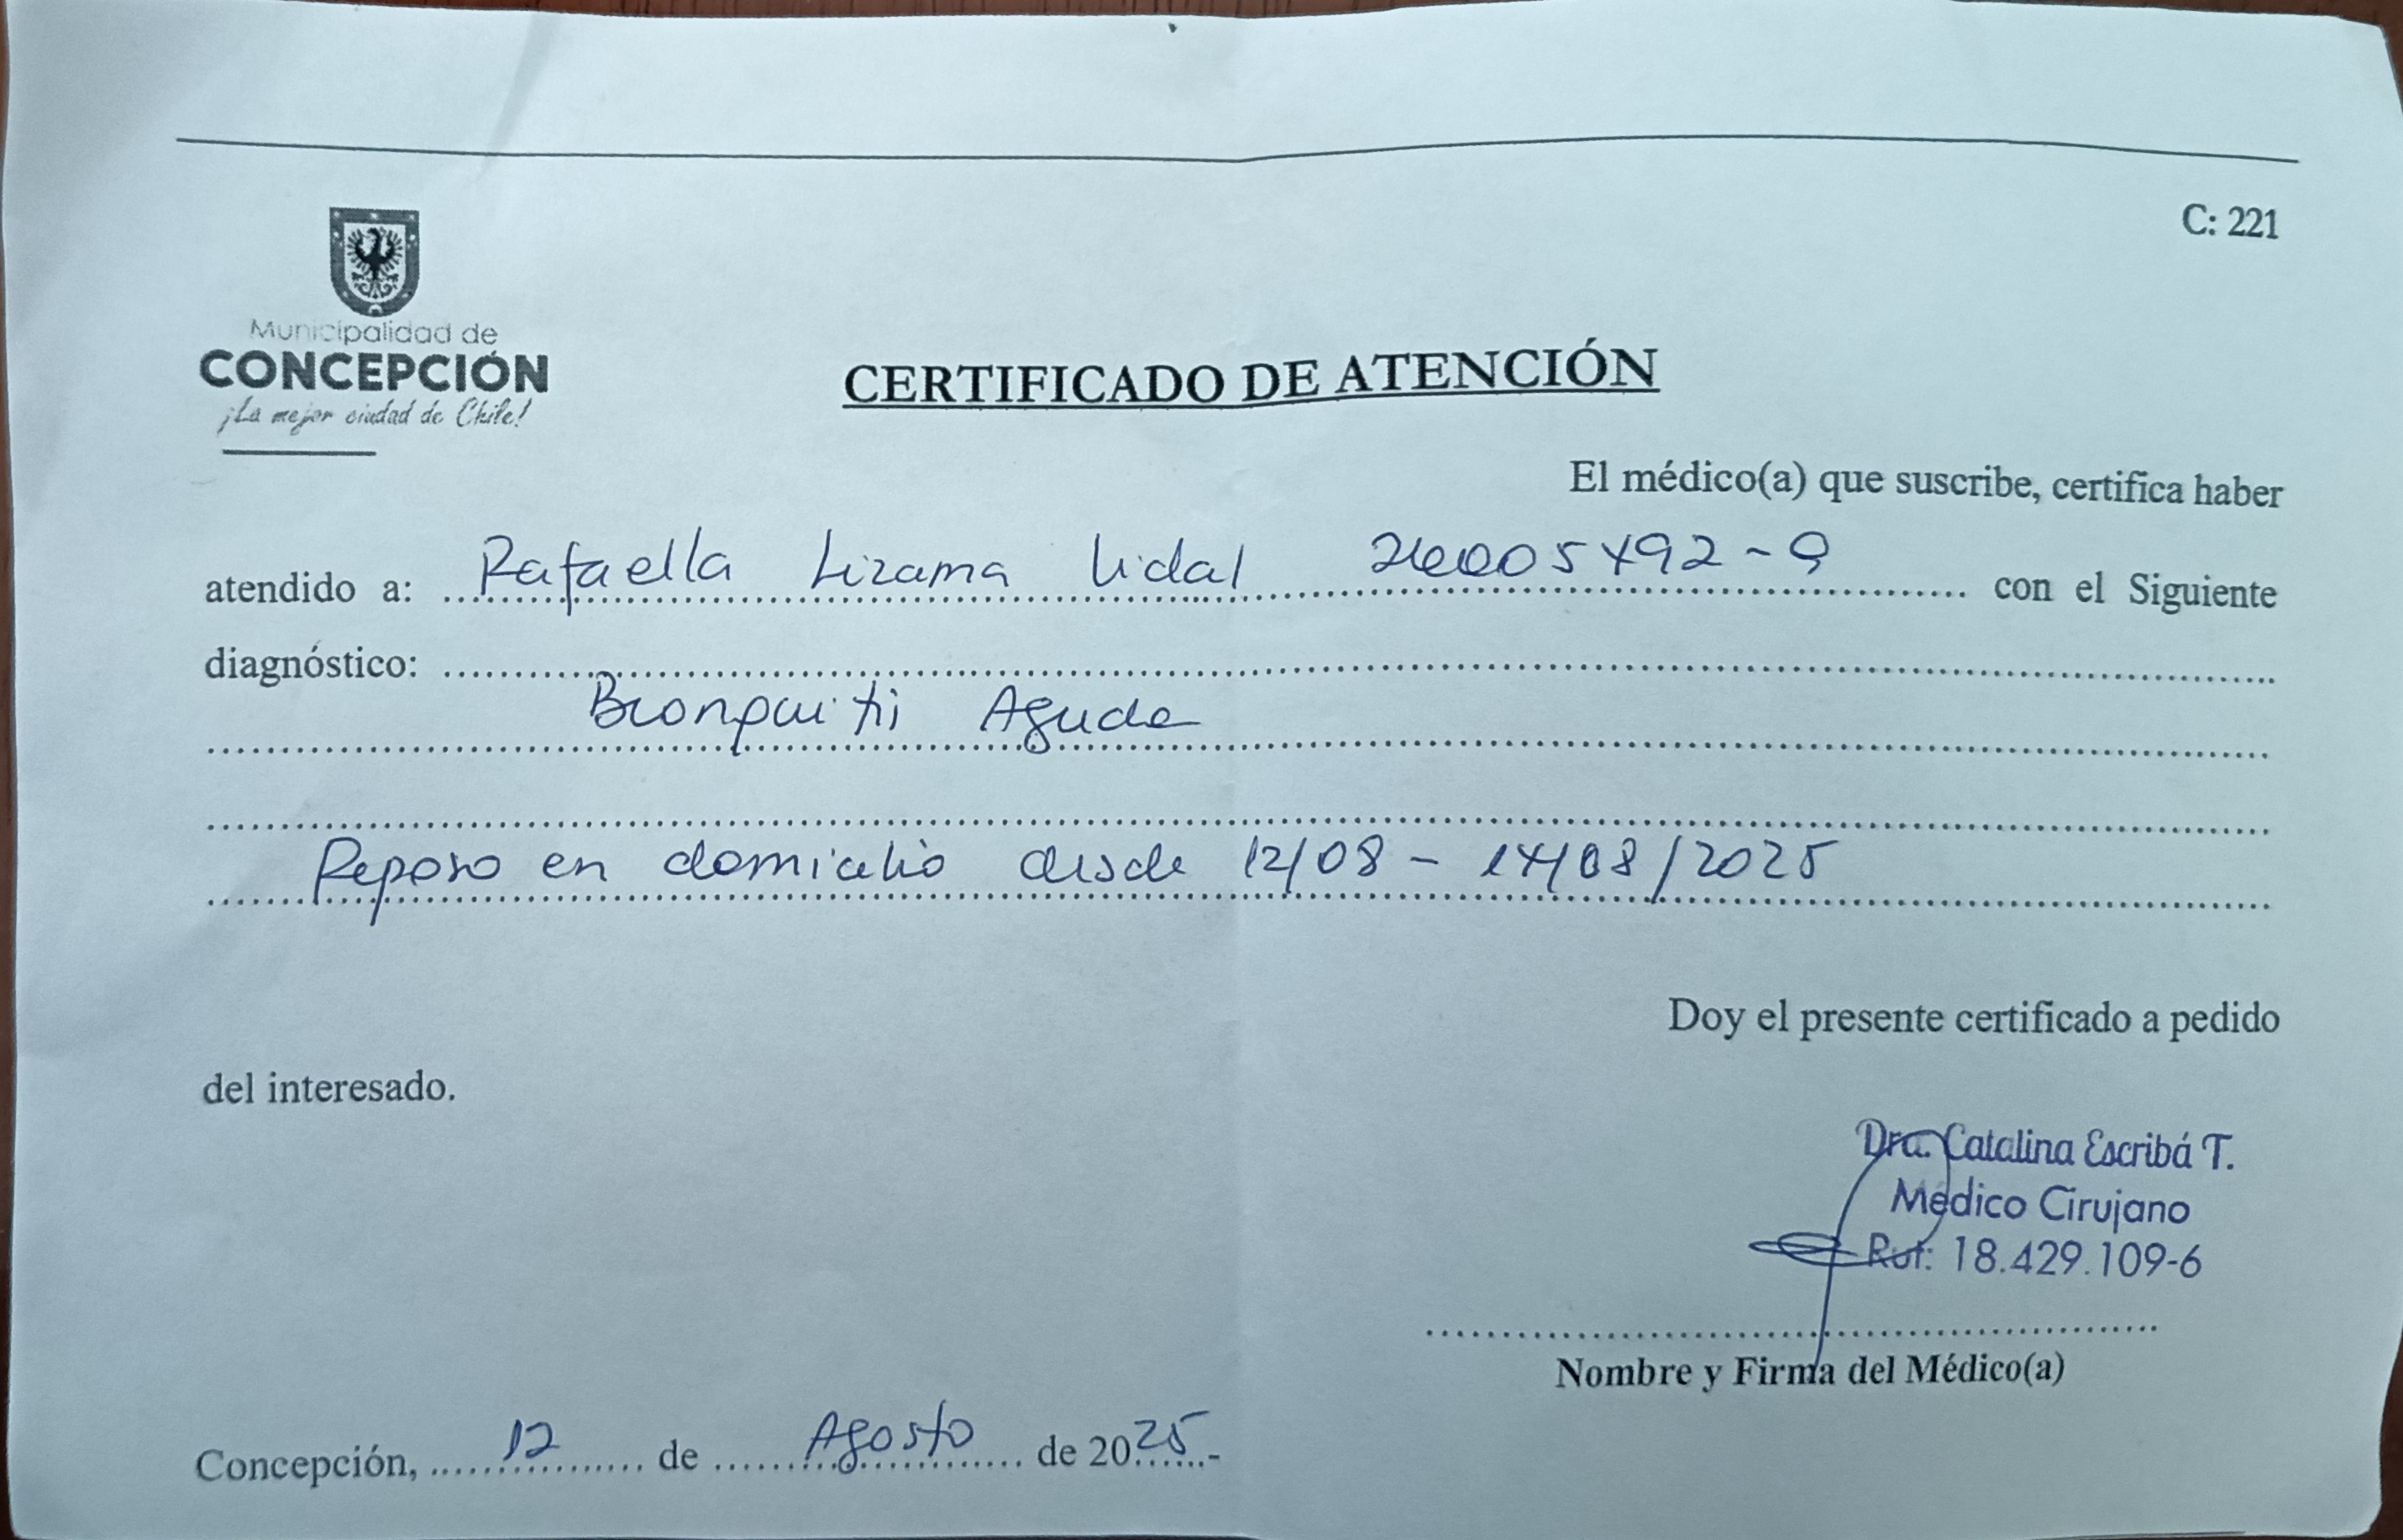 C: 221
Municipalidad de
CONCEPCIÓN
¡La mejor ciudad de Chile!
CERTIFICADO DE ATENCIÓN
El médico(a) que suscribe, certifica haber
atendido a: Rafaella Lizama Vidal 26005492-9 con el Siguiente
diagnóstico:
Bronquitis Aguda
Reposo en domicilio desde 12/08 - 14/08/2025
Doy el presente certificado a pedido
del interesado.
Dra. Catalina Escribá T.
Médico Cirujano
Rut: 18.429.109-6
Nombre y Firma del Médico(a)
Concepción, 12 de Agosto de 2025.-